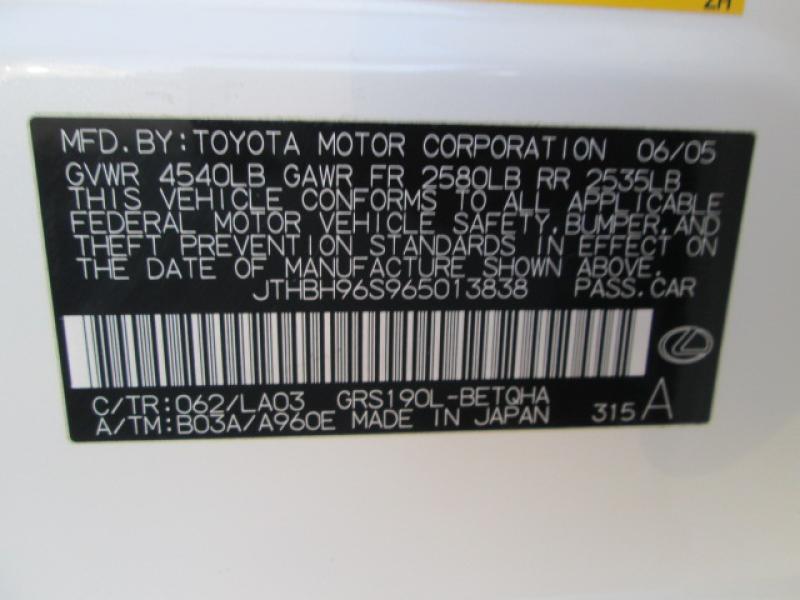 2H
MFD. BY: TOYOTA MOTOR CORPORATION 06/05
GVWR 4540LB GAWR FR 2580LB RR 2535LB
THIS VEHICLE CONFORMS TO ALL APPLICABLE
FEDERAL MOTOR VEHICLE SAFETY, BUMPER, AND
THEFT PREVENTION STANDARDS IN EFFECT ON
THE DATE OF MANUFACTURE SHOWN ABOVE.
JTHBH96S965013838 PASS. CAR
C/TR: 062/LA03 GRS190L-BETQHA
A/TM: B03A/A960E MADE IN JAPAN 315 A